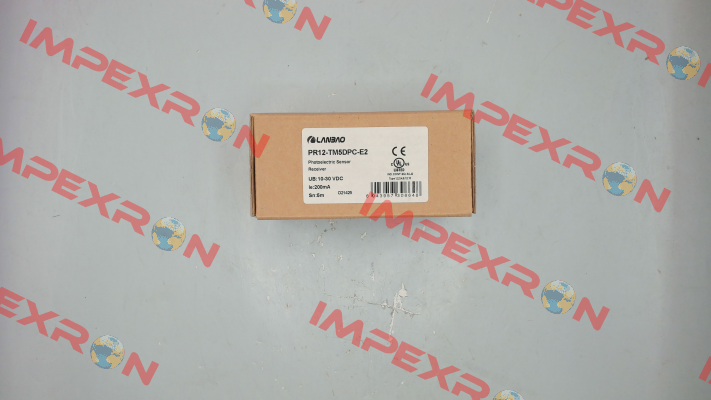 IMPEXRON
LANBAO
PR12-TM5DPC-E2
Photoelectric Sensor
Receiver
UB:10-30 VDC
Ie:200mA
Sn:5m
CE
IMPEXRON
IMPEXRON
IMPEXRON
IMPEXRON
IMPEXRON
IMPEXRON
IMPEXRON